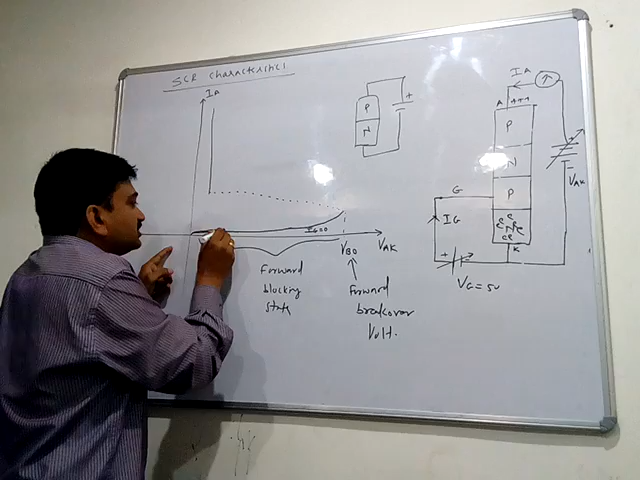 SCR characteristics
IA
IG=0
VBO
VAK
Forward
blocking
State
Forward
breakover
Volt.
P
N
+
IA
A
+++
P
N
P
G
IG
K
+
-
VAK
VG=5V